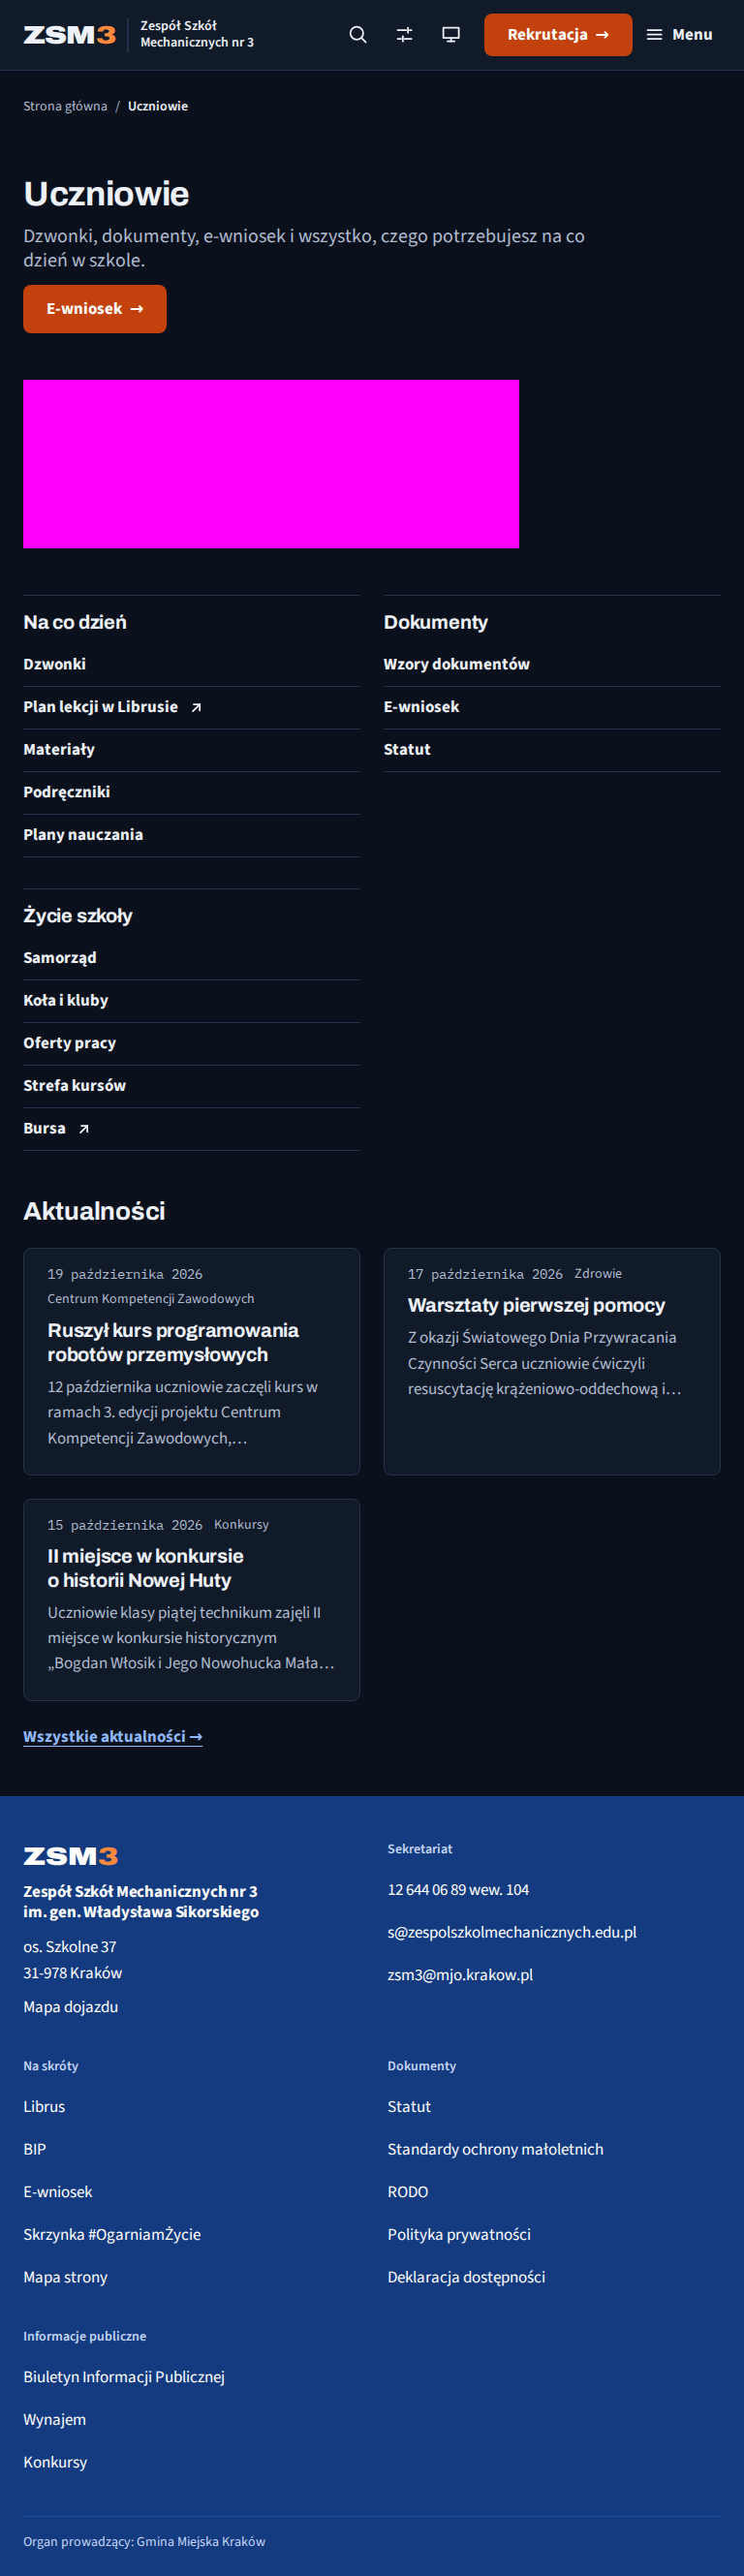 ZSM3
Zespół Szkół
Mechanicznych nr 3
Rekrutacja →
Menu
Strona główna / Uczniowie
Uczniowie
Dzwonki, dokumenty, e-wniosek i wszystko, czego potrzebujesz na co
dzień w szkole.
E-wniosek →
Na co dzień
Dzwonki
Plan lekcji w Librusie
Materiały
Podręczniki
Plany nauczania
Dokumenty
Wzory dokumentów
E-wniosek
Statut
Życie szkoły
Samorząd
Koła i kluby
Oferty pracy
Strefa kursów
Bursa
Aktualności
19 października 2026
Centrum Kompetencji Zawodowych
Ruszył kurs programowania
robotów przemysłowych
12 października uczniowie zaczęli kurs w
ramach 3. edycji projektu Centrum
Kompetencji Zawodowych,…
17 października 2026 Zdrowie
Warsztaty pierwszej pomocy
Z okazji Światowego Dnia Przywracania
Czynności Serca uczniowie ćwiczyli
resuscytację krążeniowo-oddechową i…
15 października 2026 Konkursy
II miejsce w konkursie
o historii Nowej Huty
Uczniowie klasy piątej technikum zajęli II
miejsce w konkursie historycznym
„Bogdan Włosik i Jego Nowohucka Mała…
Wszystkie aktualności →
ZSM3
Zespół Szkół Mechanicznych nr 3
im. gen. Władysława Sikorskiego
os. Szkolne 37
31-978 Kraków
Mapa dojazdu
Sekretariat
12 644 06 89 wew. 104
s@zespolszkolmechanicznych.edu.pl
zsm3@mjo.krakow.pl
Na skróty
Librus
BIP
E-wniosek
Skrzynka #OgarniamŻycie
Mapa strony
Dokumenty
Statut
Standardy ochrony małoletnich
RODO
Polityka prywatności
Deklaracja dostępności
Informacje publiczne
Biuletyn Informacji Publicznej
Wynajem
Konkursy
Organ prowadzący: Gmina Miejska Kraków